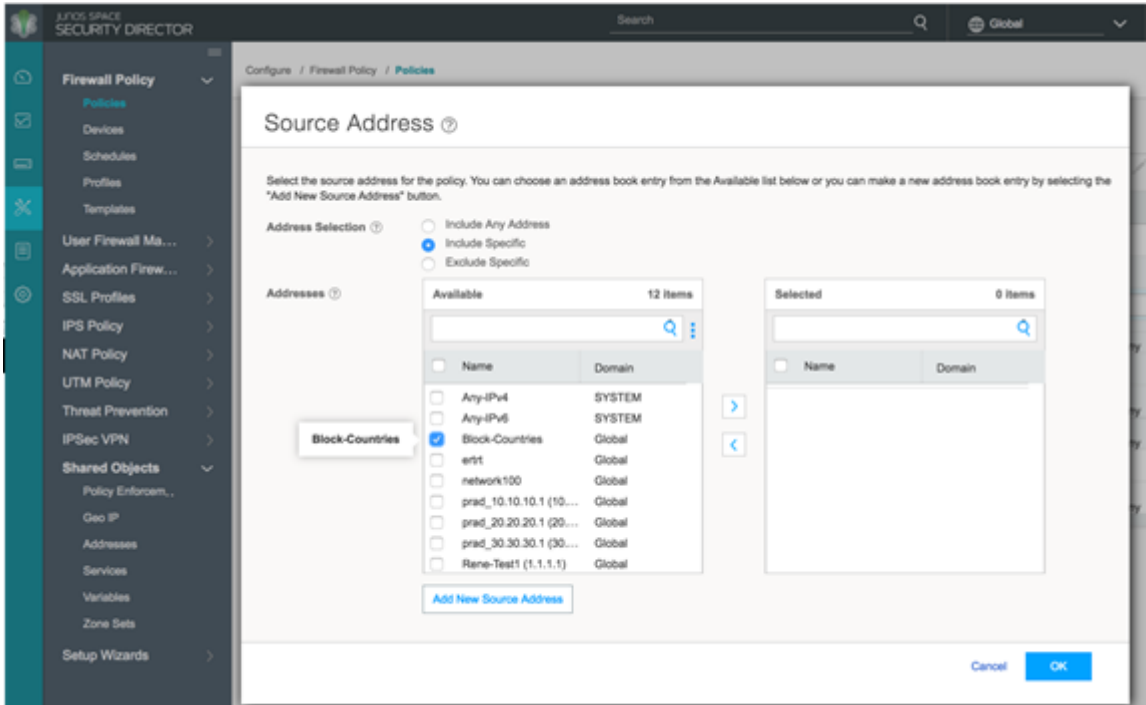 JUNOS SPACE
SECURITY DIRECTOR
Search
Global
Firewall Policy
Policies
Devices
Schedules
Profiles
Templates
User Firewall Ma...
Application Firew...
SSL Profiles
IPS Policy
NAT Policy
UTM Policy
Threat Prevention
IPSec VPN
Shared Objects
Policy Enforcem...
Geo IP
Addresses
Services
Variables
Zone Sets
Setup Wizards
Configure / Firewall Policy / Policies
Source Address ?
Select the source address for the policy. You can choose an address book entry from the Available list below or you can make a new address book entry by selecting the
"Add New Source Address" button.
Address Selection ?
Include Any Address
Include Specific
Exclude Specific
Addresses ?
Available 12 items
Name Domain
Any-IPv4 SYSTEM
Any-IPv6 SYSTEM
Block-Countries
Block-Countries Global
ertrt Global
network100 Global
prad_10.10.10.1 (10.... Global
prad_20.20.20.1 (20.... Global
prad_30.30.30.1 (30.... Global
Rene-Test1 (1.1.1.1) Global
Add New Source Address
Selected 0 items
Name Domain
Cancel OK